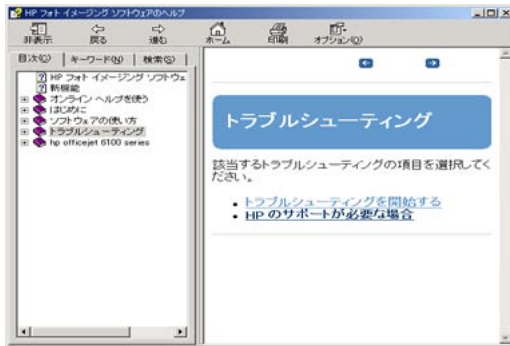 HP フォト イメージング ソフトウェアのヘルプ
非表示 戻る 進む ホーム 印刷 オプション(O)
目次(C) キーワード(N) 検索(S)
HP フォト イメージング ソフトウェ
新機能
オンライン ヘルプを使う
はじめに
ソフトウェアの使い方
トラブルシューティング
hp officejet 6100 series
トラブルシューティング
該当するトラブルシューティングの項目を選択してく
ださい。
• トラブルシューティングを開始する
• HP のサポートが必要な場合